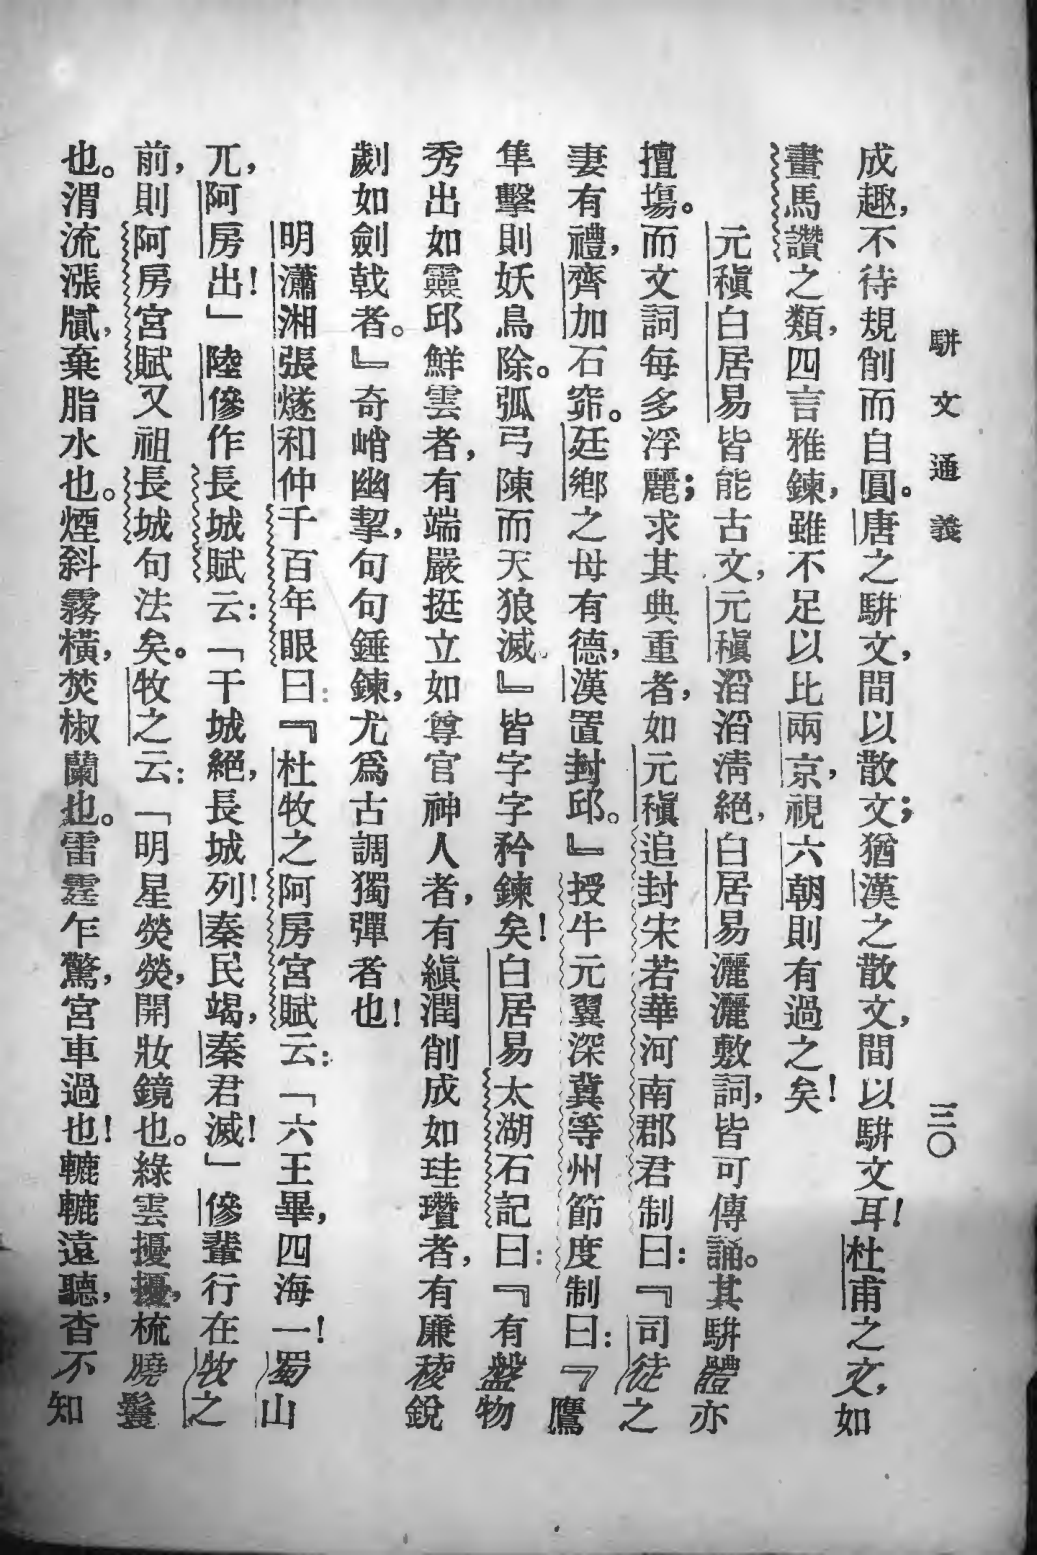 駢文通義
三〇
成趣，不待規削而自圓。唐之駢文，間以散文；猶漢之散文，間以駢文耳！杜甫之文，如
畫馬讚之類，四言雅鍊，雖不足以比兩京，視六朝則有過之矣！
元稹白居易皆能古文，元稹滔滔淸絕，白居易灑灑敷詞，皆可傳誦。其駢體亦
擅場。而文詞每多浮麗；求其典重者，如元稹追封宋若華河南郡君制曰：『司徒之
妻有禮，齊加石窌。廷鄉之母有德，漢置封邱。』授牛元翼深冀等州節度制曰：『鷹
隼擊則妖鳥除。弧弓陳而天狼滅。』皆字字矜鍊矣！白居易太湖石記曰：『有盤物
秀出如靈邱鮮雲者，有端嚴挺立如尊官神人者，有縝潤削成如珪瓚者，有廉稜銳
劌如劍戟者。』奇峭幽挈，句句錘鍊，尤爲古調獨彈者也！
明瀟湘張燧和仲千百年眼曰：『杜牧之阿房宮賦云：「六王畢，四海一！蜀山
兀，阿房出！」陸傪作長城賦云：「干城絕，長城列！秦民竭，秦君滅！」傪輩行在牧之
前，則阿房宮賦又祖長城句法矣。牧之云：「明星熒熒，開妝鏡也。綠雲擾擾，梳曉鬟
也。渭流漲膩，棄脂水也。煙斜霧橫，焚椒蘭也。雷霆乍驚，宮車過也！轆轆遠聽，杳不知